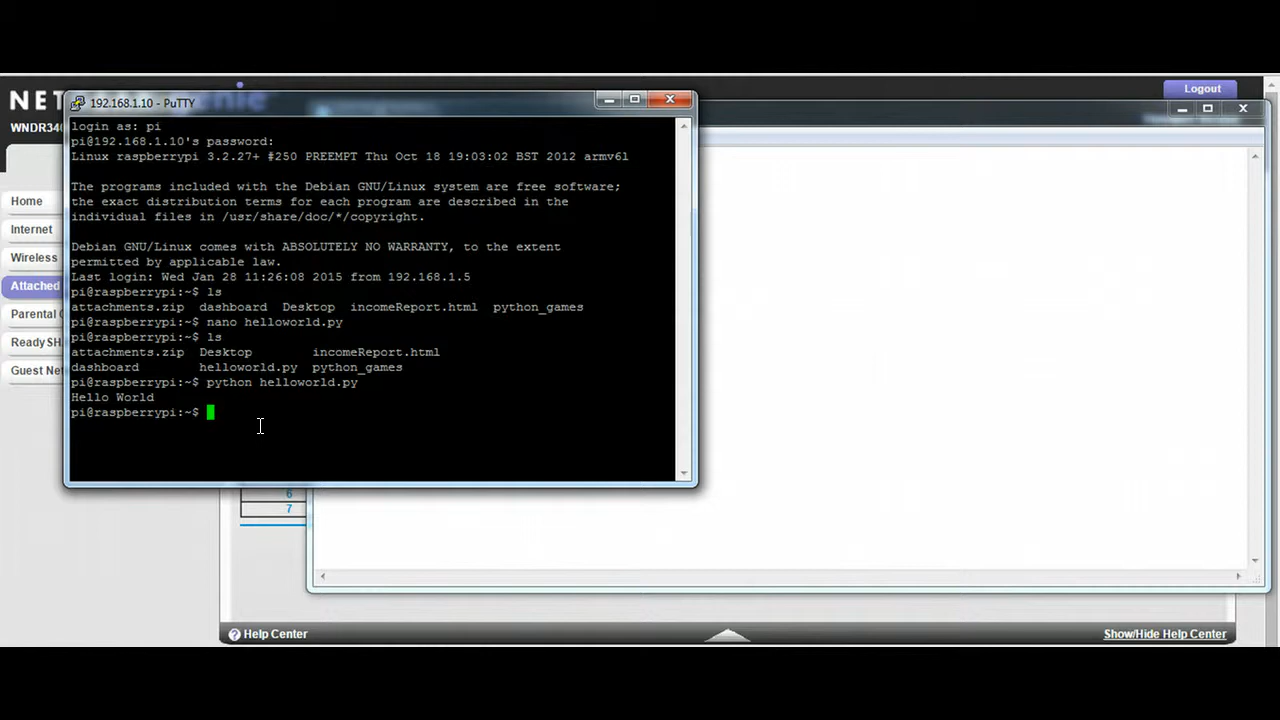 NET enie
Logout
WNDR340
192.168.1.10 - PuTTY
login as: pi
pi@192.168.1.10's password:
Linux raspberrypi 3.2.27+ #250 PREEMPT Thu Oct 18 19:03:02 BST 2012 armv6l
The programs included with the Debian GNU/Linux system are free software;
the exact distribution terms for each program are described in the
individual files in /usr/share/doc/*/copyright.
Debian GNU/Linux comes with ABSOLUTELY NO WARRANTY, to the extent
permitted by applicable law.
Last login: Wed Jan 28 11:26:08 2015 from 192.168.1.5
pi@raspberrypi:~$ ls
attachments.zip dashboard Desktop incomeReport.html python_games
pi@raspberrypi:~$ nano helloworld.py
pi@raspberrypi:~$ ls
attachments.zip Desktop incomeReport.html
dashboard helloworld.py python_games
pi@raspberrypi:~$ python helloworld.py
Hello World
pi@raspberrypi:~$
Home
Internet
Wireless
Attached
Parental
ReadySH
Guest Net
6
7
Help Center
Show/Hide Help Center